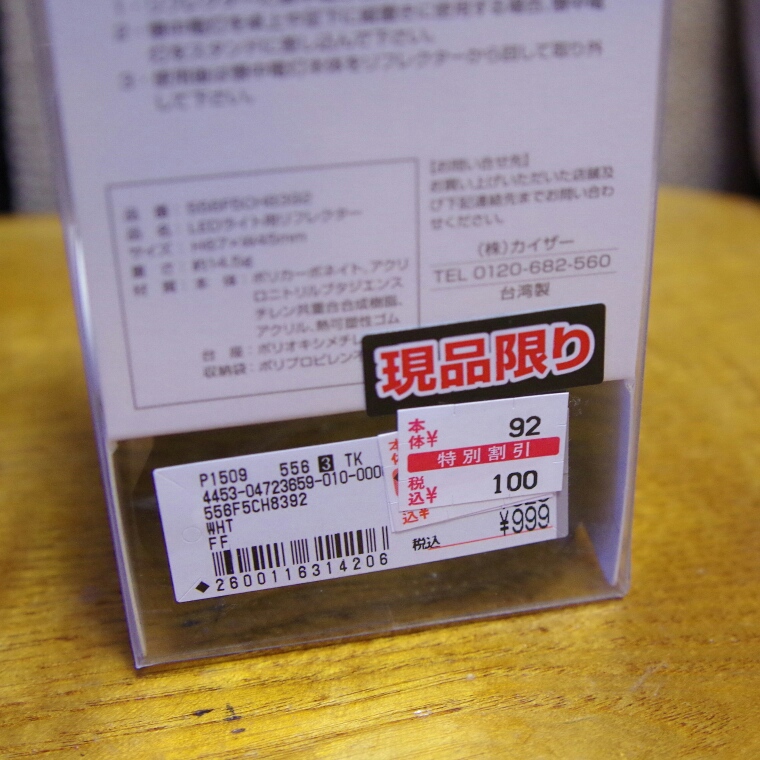 2・懐中電灯を卓上や足下に縦置きに使用する場合、懐中電
灯をスタンドに差し込んで下さい。
3・使用後は懐中電灯本体をリフレクターから回して取り外
して下さい。
品 番：556F5CH8392
品 名：LEDライト用リフレクター
サイズ：H67×W45mm
重 さ：約14.5g
材 質：本 体：ポリカーボネイト、アクリ
ロニトリルブタジエンス
チレン共重合合成樹脂、
アクリル、熱可塑性ゴム
台 座：ポリオキシメチレ
収納袋：ポリプロピレン
【お問い合せ先】
お買い上げいただいた店舗及
び下記連絡先までお問い合わ
せください。
(株)カイザー
TEL 0120-682-560
台湾製
現品限り
本体¥ 92
特別割引
税込¥ 100
P1509 556 3 TK
4453-04723659-010-000
556F5CH8392
WHT
FF
2600116314206
税込 ¥999